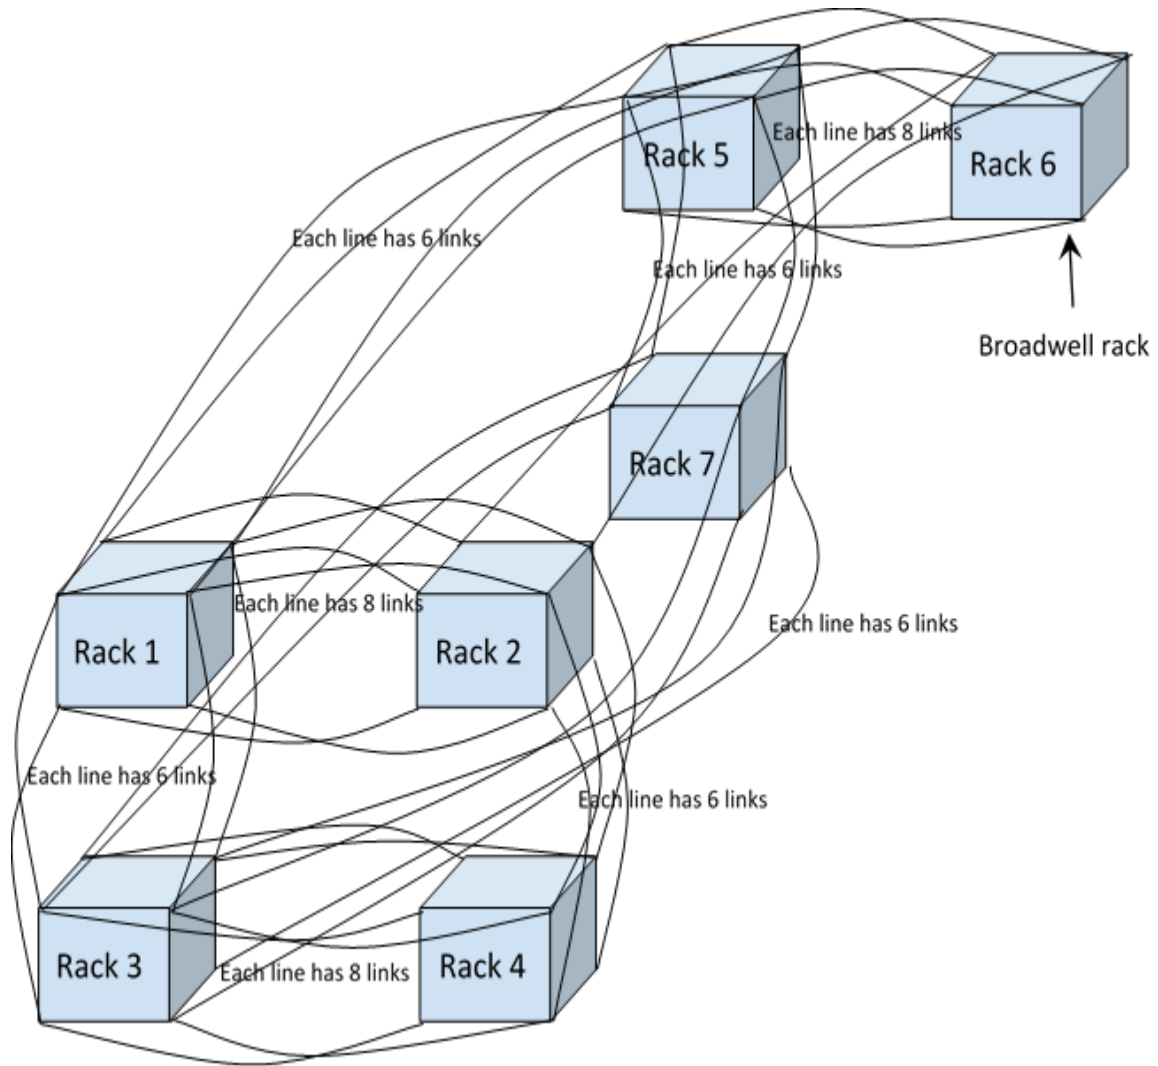 Each line has 8 links
Rack 5
Rack 6
Each line has 6 links
Each line has 6 links
Broadwell rack
Rack 7
Each line has 8 links
Each line has 6 links
Rack 1
Rack 2
Each line has 6 links
Each line has 6 links
Rack 3
Rack 4
Each line has 8 links